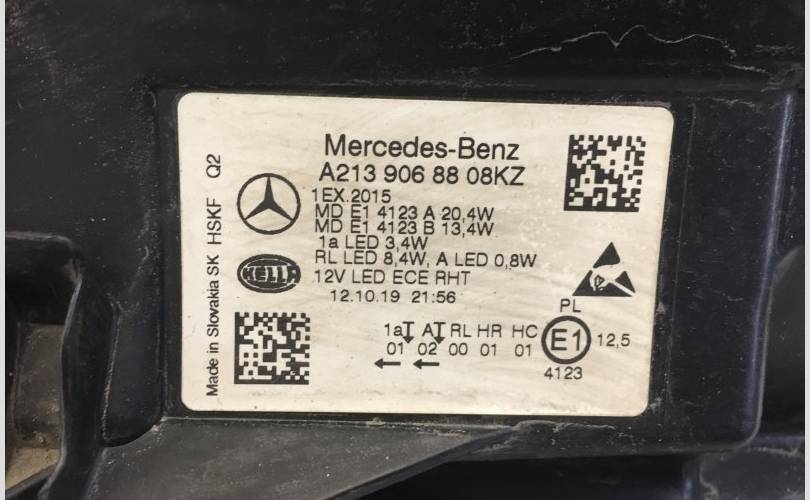 Mercedes-Benz
A213 906 88 08KZ
1EX.2015
MD E1 4123 A 20,4W
MD E1 4123 B 13,4W
1a LED 3,4W
RL LED 8,4W, A LED 0,8W
12V LED ECE RHT
12.10.19 21:56
HELLA
Made in Slovakia SK HSKF Q2
PL
1a A RL HR HC
01 02 00 01 01
E1
12,5
4123